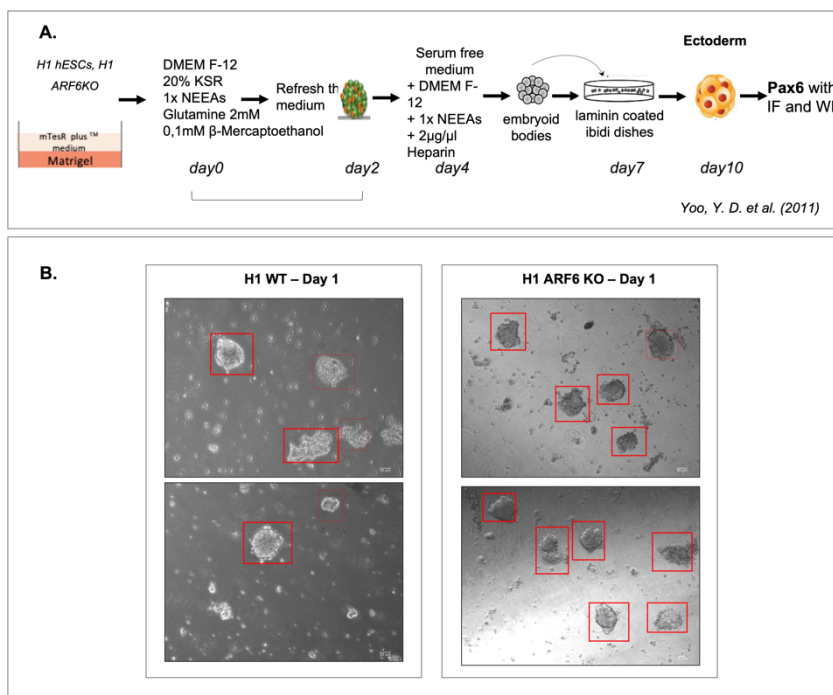 A.
H1 hESCs, H1
ARF6KO
mTesR plus ™
medium
Matrigel
DMEM F-12
20% KSR
1x NEEAs
Glutamine 2mM
0,1mM β-Mercaptoethanol
day0
Refresh th
medium
day2
Serum free
medium
+ DMEM F-
12
+ 1x NEEAs
+ 2µg/µl
Heparin
day4
embryoid
bodies
laminin coated
ibidi dishes
day7
Ectoderm
day10
Pax6 with
IF and W
Yoo, Y. D. et al. (2011)
B.
H1 WT – Day 1
H1 ARF6 KO – Day 1